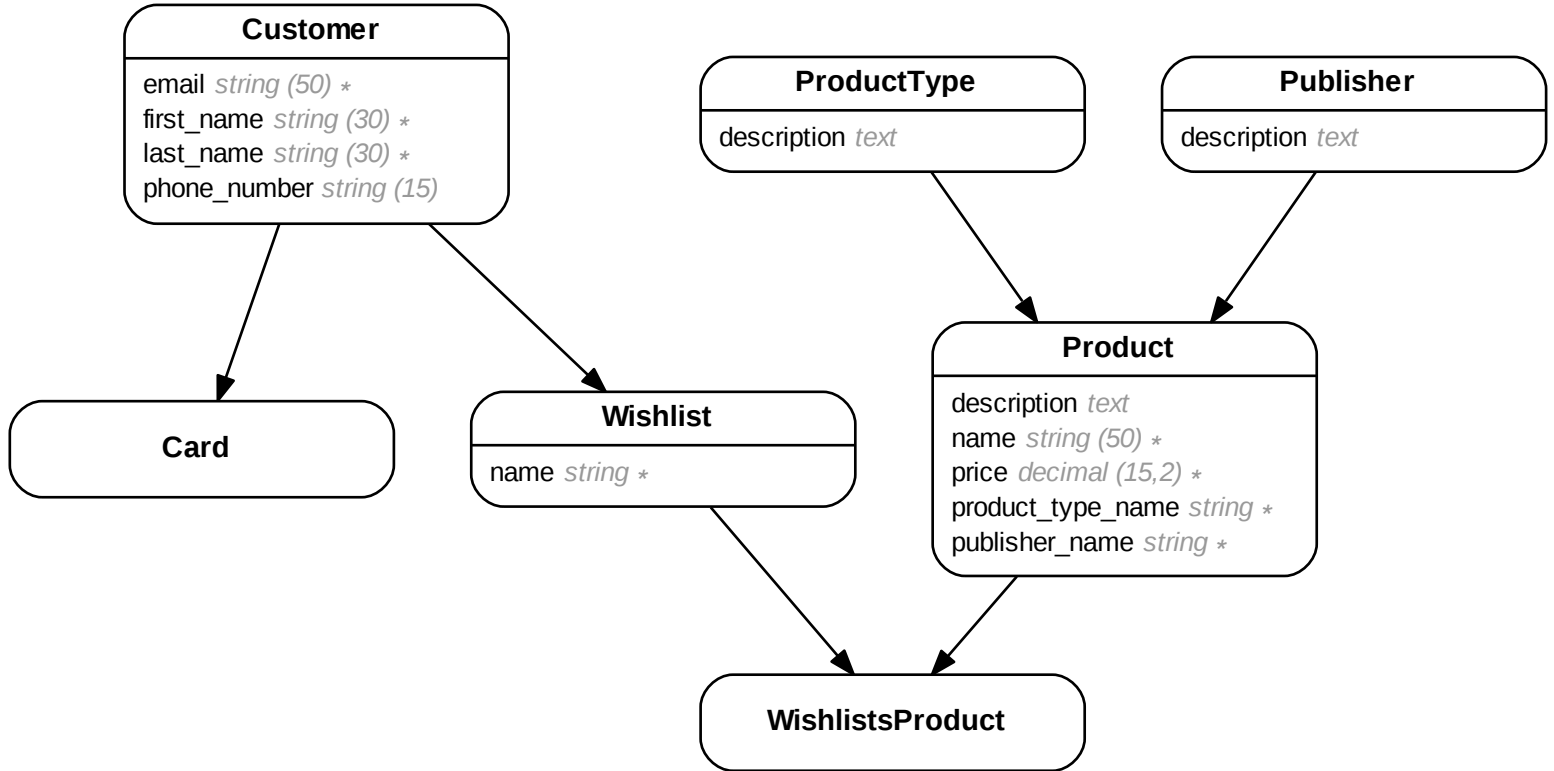 Customer
email string (50) *
first_name string (30) *
last_name string (30) *
phone_number string (15)
ProductType
description text
Publisher
description text
Card
Wishlist
name string *
Product
description text
name string (50) *
price decimal (15,2) *
product_type_name string *
publisher_name string *
WishlistsProduct